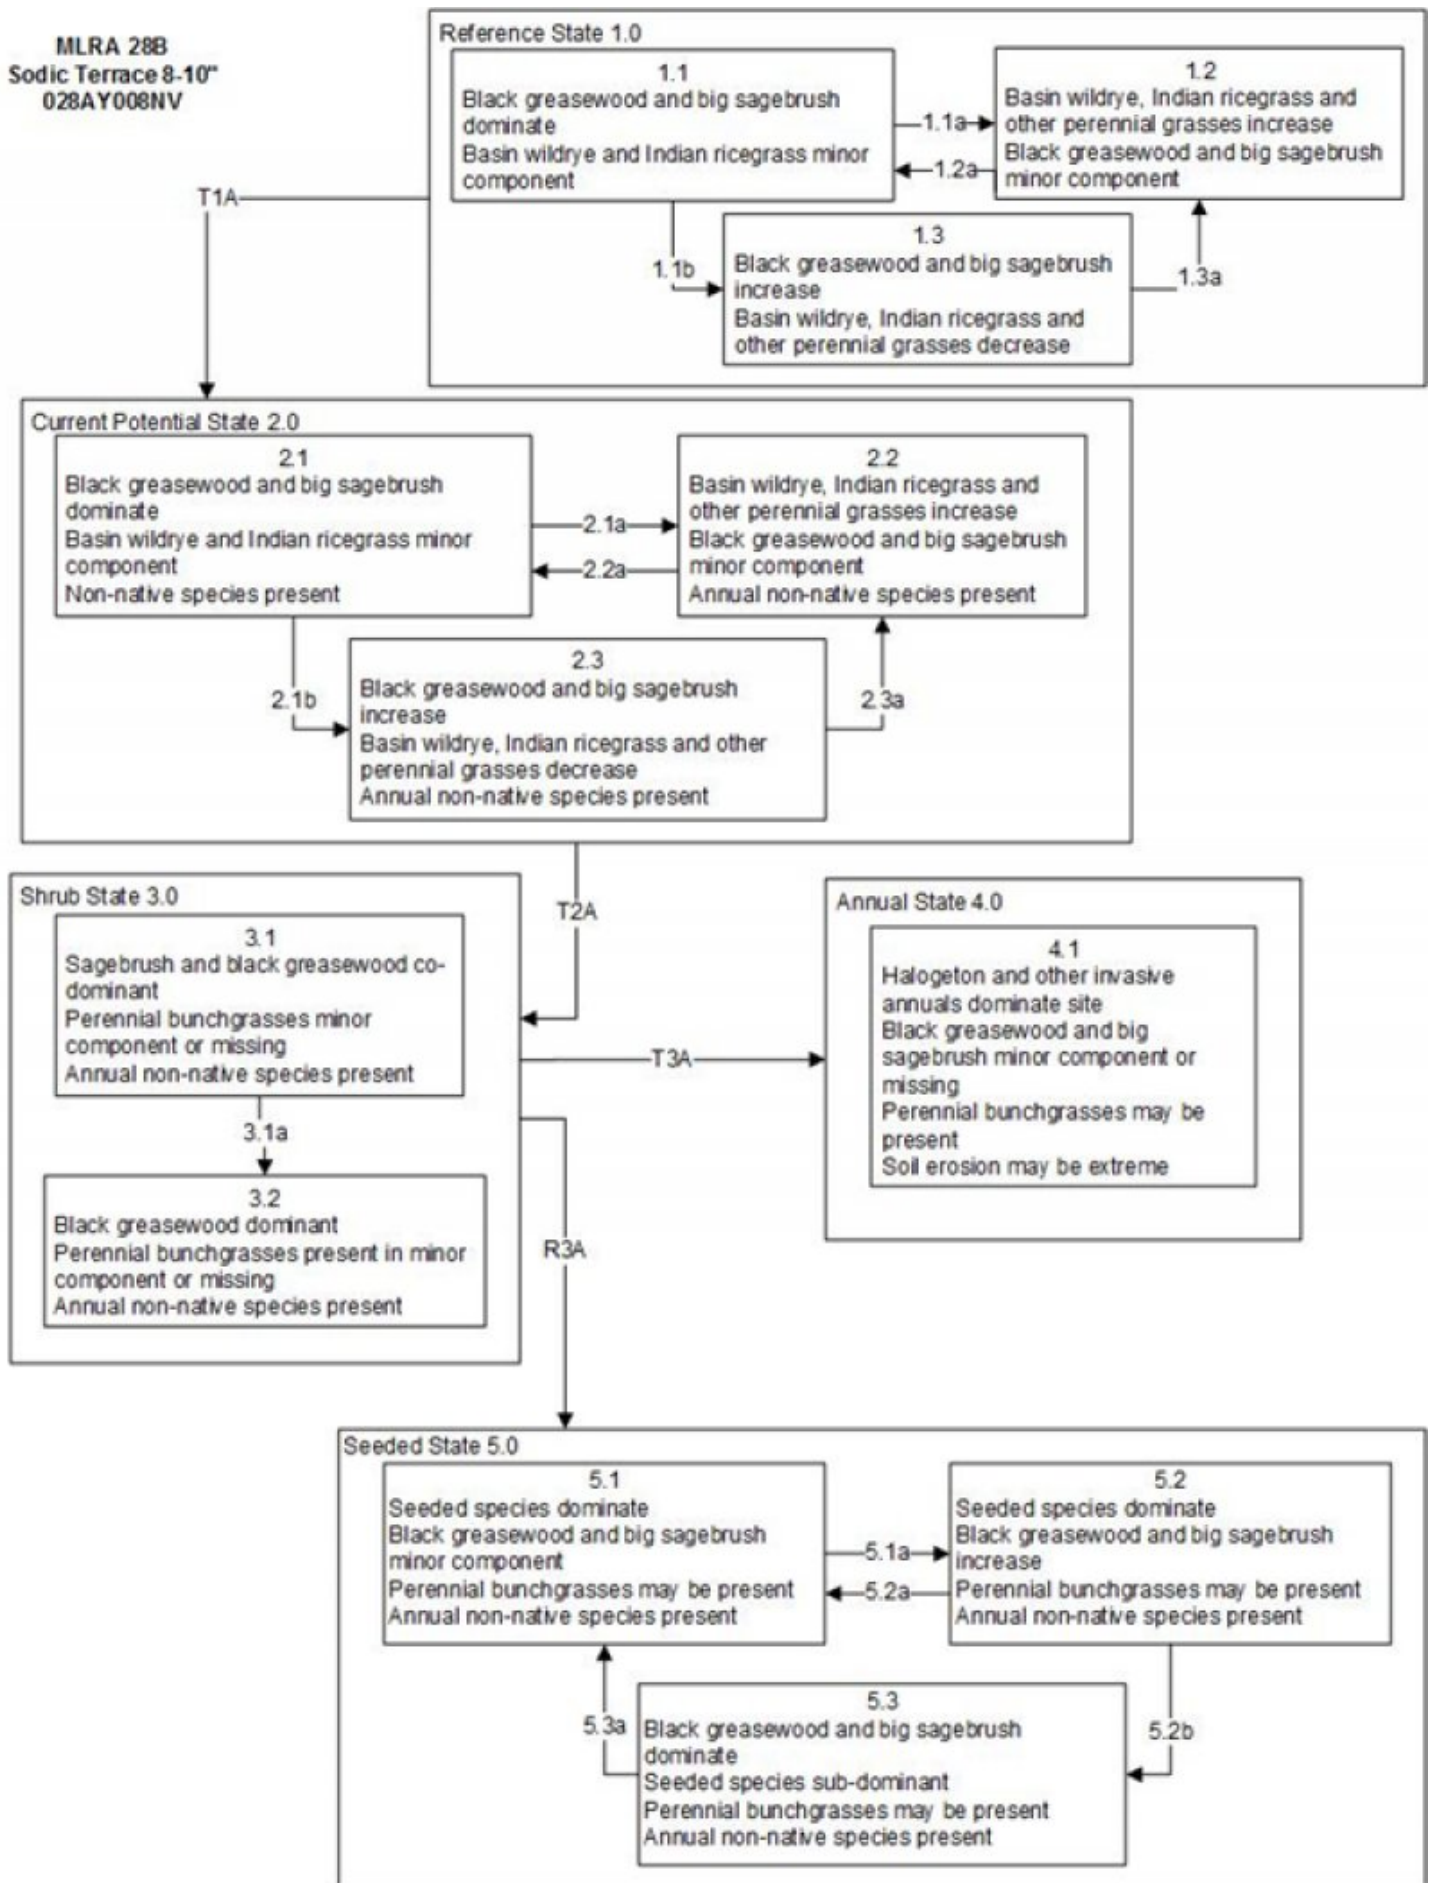 MLRA 28B
Sodic Terrace 8-10"
028AY008NV
Reference State 1.0
1.1
Black greasewood and big sagebrush
dominate
Basin wildrye and Indian ricegrass minor
component
1.1a
1.2a
1.2
Basin wildrye, Indian ricegrass and
other perennial grasses increase
Black greasewood and big sagebrush
minor component
1.1b
1.3
Black greasewood and big sagebrush
increase
Basin wildrye, Indian ricegrass and
other perennial grasses decrease
1.3a
T1A
Current Potential State 2.0
2.1
Black greasewood and big sagebrush
dominate
Basin wildrye and Indian ricegrass minor
component
Non-native species present
2.1a
2.2a
2.2
Basin wildrye, Indian ricegrass and
other perennial grasses increase
Black greasewood and big sagebrush
minor component
Annual non-native species present
2.1b
2.3
Black greasewood and big sagebrush
increase
Basin wildrye, Indian ricegrass and other
perennial grasses decrease
Annual non-native species present
2.3a
T2A
Shrub State 3.0
3.1
Sagebrush and black greasewood co-
dominant
Perennial bunchgrasses minor
component or missing
Annual non-native species present
3.1a
3.2
Black greasewood dominant
Perennial bunchgrasses present in minor
component or missing
Annual non-native species present
T3A
Annual State 4.0
4.1
Halogeton and other invasive
annuals dominate site
Black greasewood and big
sagebrush minor component or
missing
Perennial bunchgrasses may be
present
Soil erosion may be extreme
R3A
Seeded State 5.0
5.1
Seeded species dominate
Black greasewood and big sagebrush
minor component
Perennial bunchgrasses may be present
Annual non-native species present
5.1a
5.2a
5.2
Seeded species dominate
Black greasewood and big sagebrush
increase
Perennial bunchgrasses may be present
Annual non-native species present
5.3a
5.3
Black greasewood and big sagebrush
dominate
Seeded species sub-dominant
Perennial bunchgrasses may be present
Annual non-native species present
5.2b